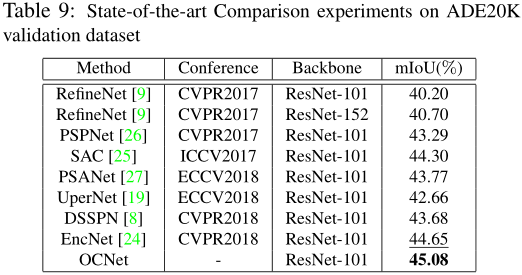 Table 9: State-of-the-art Comparison experiments on ADE20K
validation dataset
Method Conference Backbone mIoU(%)
RefineNet [9] CVPR2017 ResNet-101 40.20
RefineNet [9] CVPR2017 ResNet-152 40.70
PSPNet [26] CVPR2017 ResNet-101 43.29
SAC [25] ICCV2017 ResNet-101 44.30
PSANet [27] ECCV2018 ResNet-101 43.77
UperNet [19] ECCV2018 ResNet-101 42.66
DSSPN [8] CVPR2018 ResNet-101 43.68
EncNet [24] CVPR2018 ResNet-101 44.65
OCNet - ResNet-101 45.08